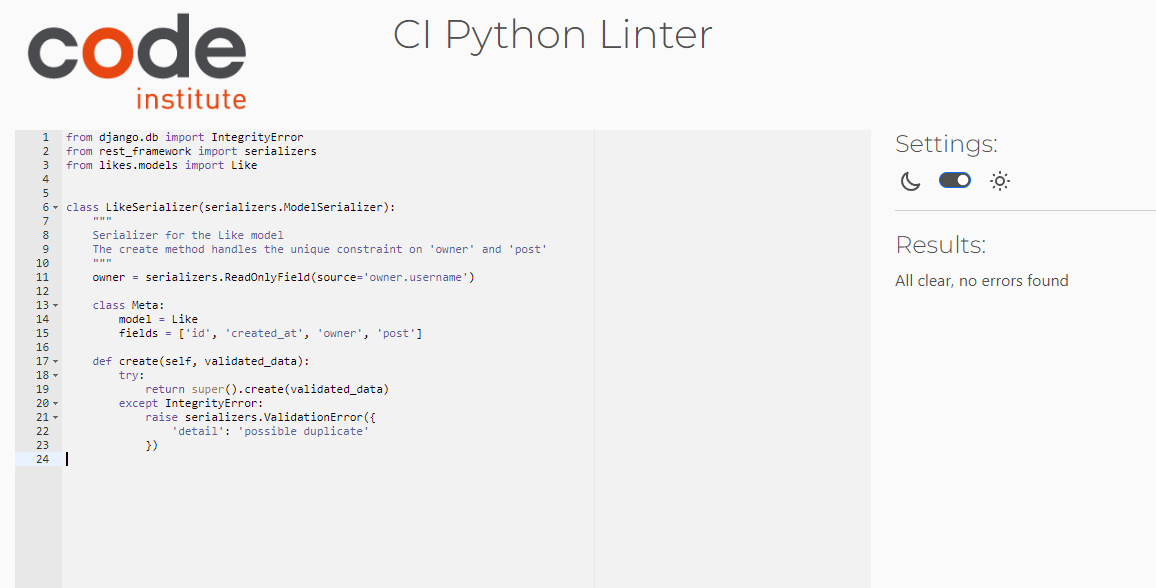 code
institute
CI Python Linter
1 from django.db import IntegrityError
2 from rest_framework import serializers
3 from likes.models import Like
4
5
6 class LikeSerializer(serializers.ModelSerializer):
7     """
8     Serializer for the Like model
9     The create method handles the unique constraint on 'owner' and 'post'
10     """
11     owner = serializers.ReadOnlyField(source='owner.username')
12
13     class Meta:
14         model = Like
15         fields = ['id', 'created_at', 'owner', 'post']
16
17     def create(self, validated_data):
18         try:
19             return super().create(validated_data)
20         except IntegrityError:
21             raise serializers.ValidationError({
22                 'detail': 'possible duplicate'
23             })
24
Settings:
Results:
All clear, no errors found